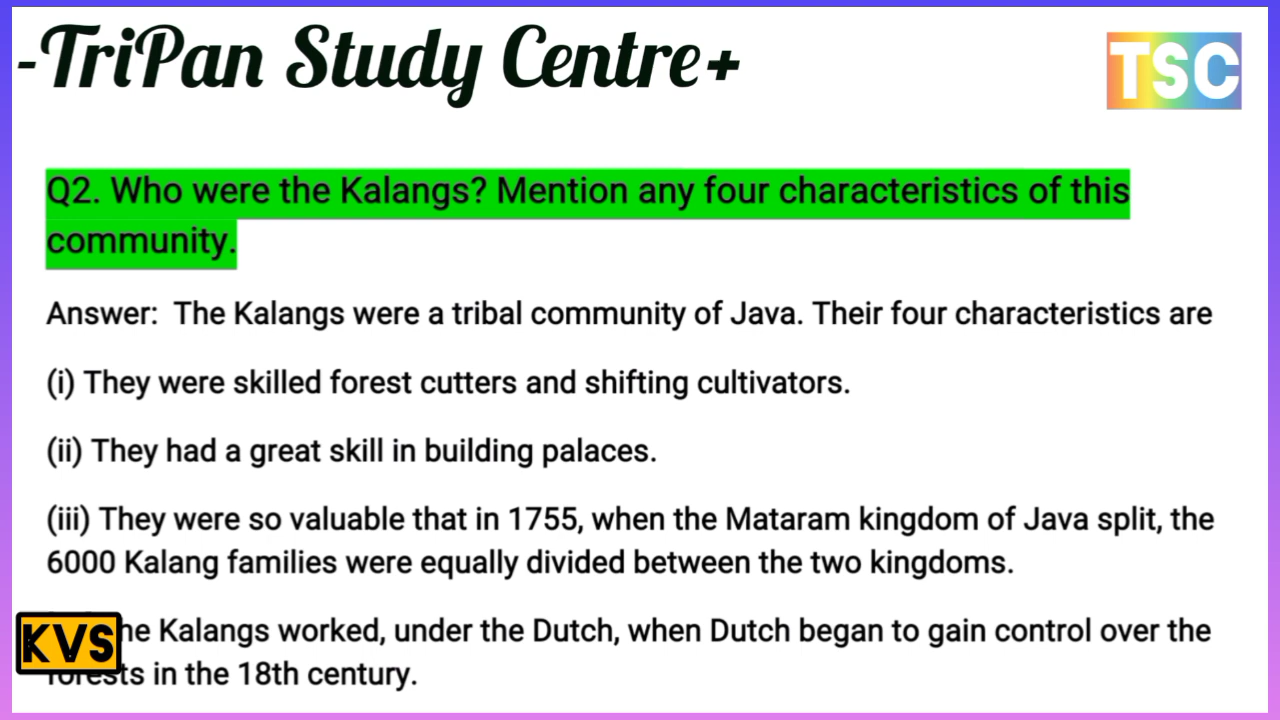 -TriPan Study Centre+
TSC
Q2. Who were the Kalangs? Mention any four characteristics of this
community.
Answer: The Kalangs were a tribal community of Java. Their four characteristics are
(i) They were skilled forest cutters and shifting cultivators.
(ii) They had a great skill in building palaces.
(iii) They were so valuable that in 1755, when the Mataram kingdom of Java split, the
6000 Kalang families were equally divided between the two kingdoms.
Kalangs worked, under the Dutch, when Dutch began to gain control over the
KVS
in the 18th century.